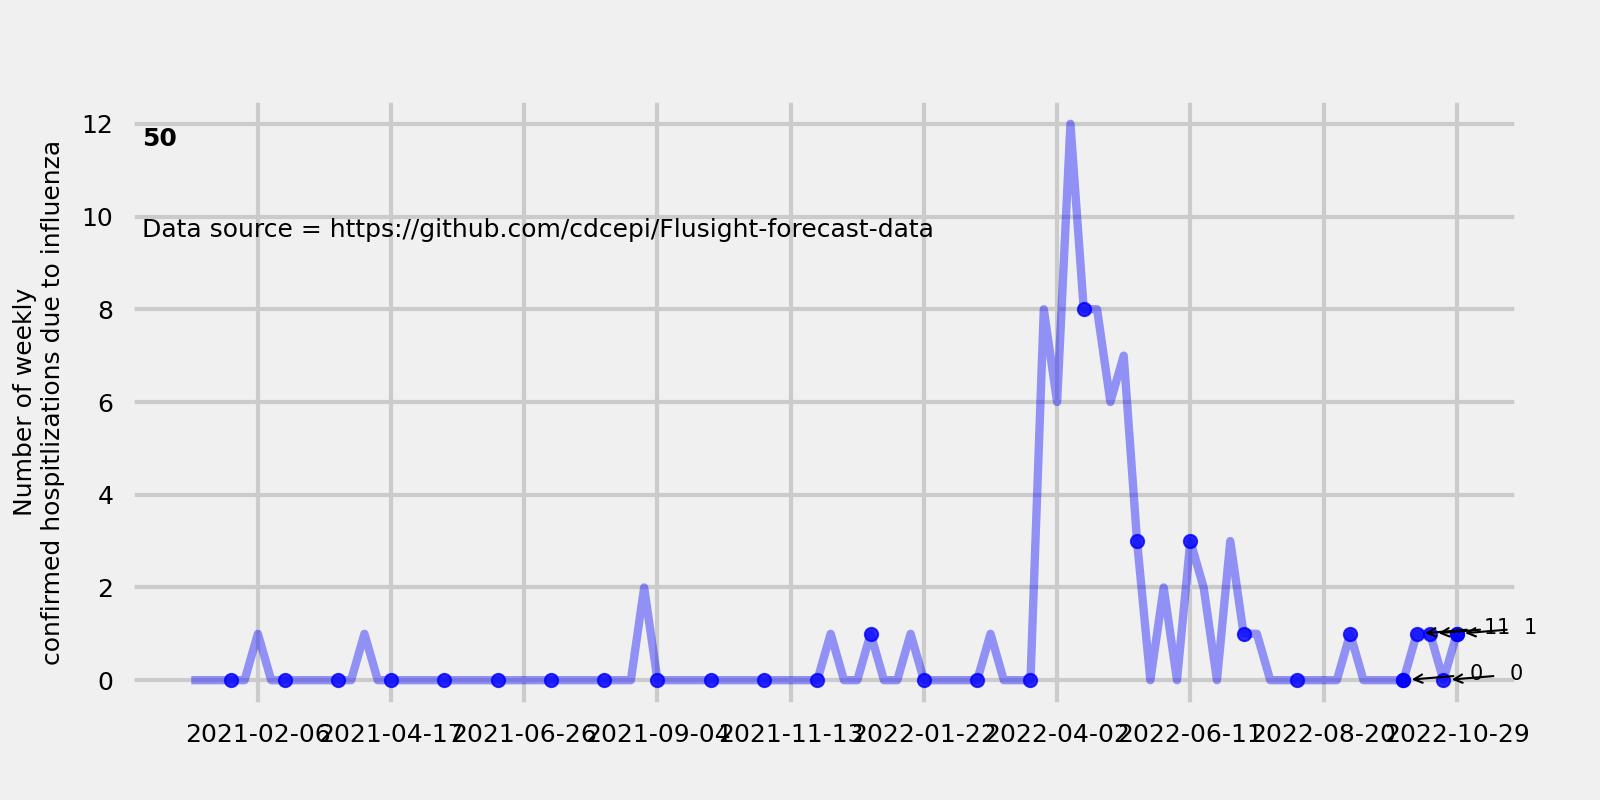 Number of weekly
confirmed hospitlizations due to influenza
12
10
8
6
4
2
0
50
Data source = https://github.com/cdcepi/Flusight-forecast-data
11 1
0 0
2021-02-06 2021-04-17 2021-06-26 2021-09-04 2021-11-13 2022-01-22 2022-04-02 2022-06-11 2022-08-20 2022-10-29